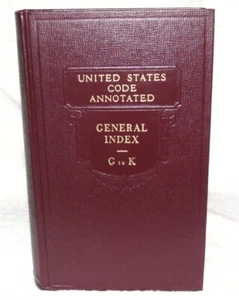 UNITED STATES
CODE
ANNOTATED
GENERAL
INDEX
G to K